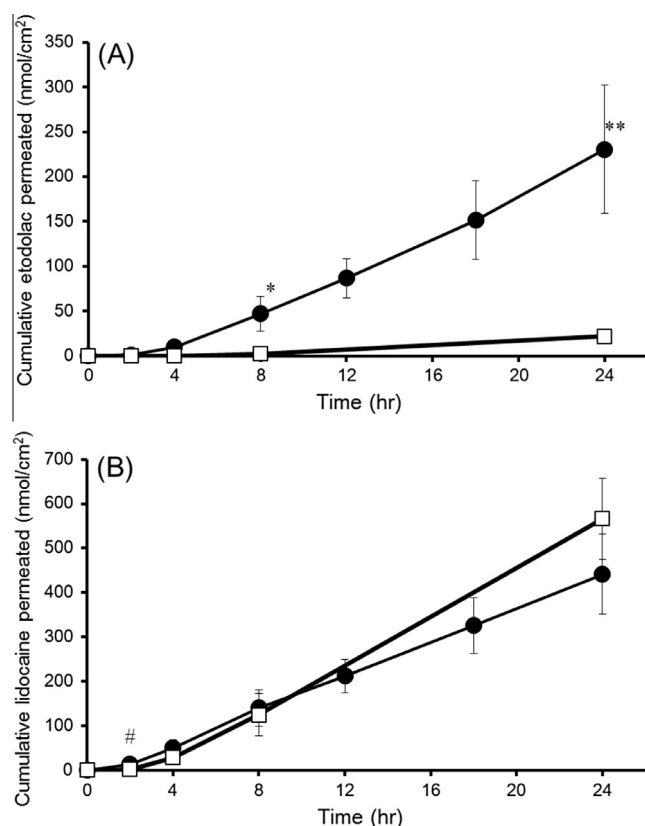 (A)
Cumulative etodolac permeated (nmol/cm²)
350
300
250
200
150
100
50
0
*
**
0 4 8 12 16 20 24
Time (hr)
(B)
Cumulative lidocaine permeated (nmol/cm²)
700
600
500
400
300
200
100
0
#
0 4 8 12 16 20 24
Time (hr)